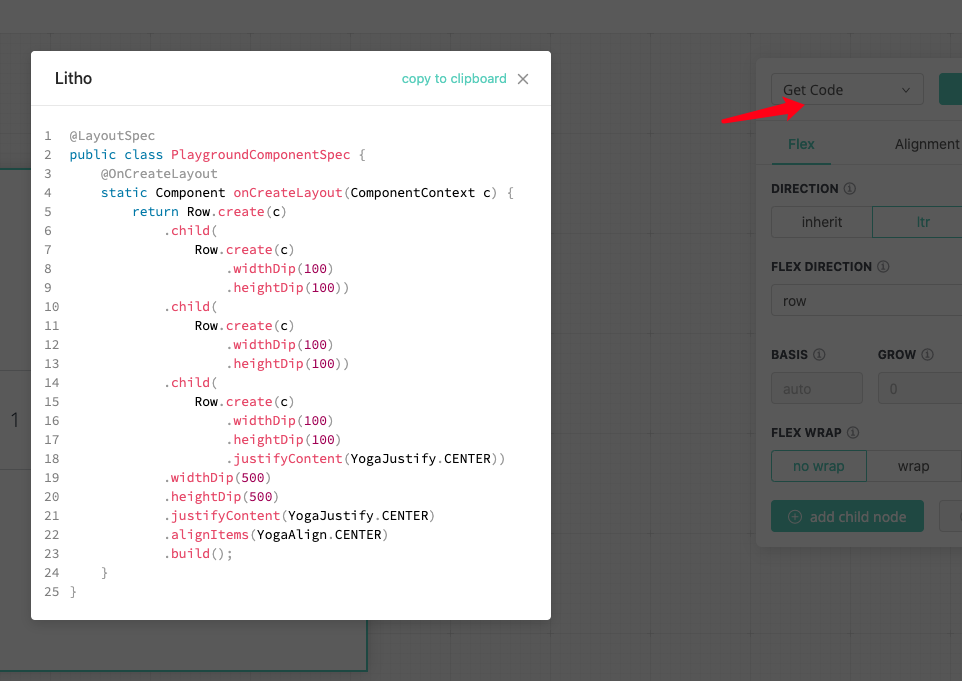 Litho
copy to clipboard
1 @LayoutSpec
2 public class PlaygroundComponentSpec {
3 @OnCreateLayout
4 static Component onCreateLayout(ComponentContext c) {
5 return Row.create(c)
6 .child(
7 Row.create(c)
8 .widthDip(100)
9 .heightDip(100))
10 .child(
11 Row.create(c)
12 .widthDip(100)
13 .heightDip(100))
14 .child(
15 Row.create(c)
16 .widthDip(100)
17 .heightDip(100)
18 .justifyContent(YogaJustify.CENTER))
19 .widthDip(500)
20 .heightDip(500)
21 .justifyContent(YogaJustify.CENTER)
22 .alignItems(YogaAlign.CENTER)
23 .build();
24 }
25 }
1
Get Code
Flex Alignment
DIRECTION
inherit ltr
FLEX DIRECTION
row
BASIS GROW
auto 0
FLEX WRAP
no wrap wrap
add child node